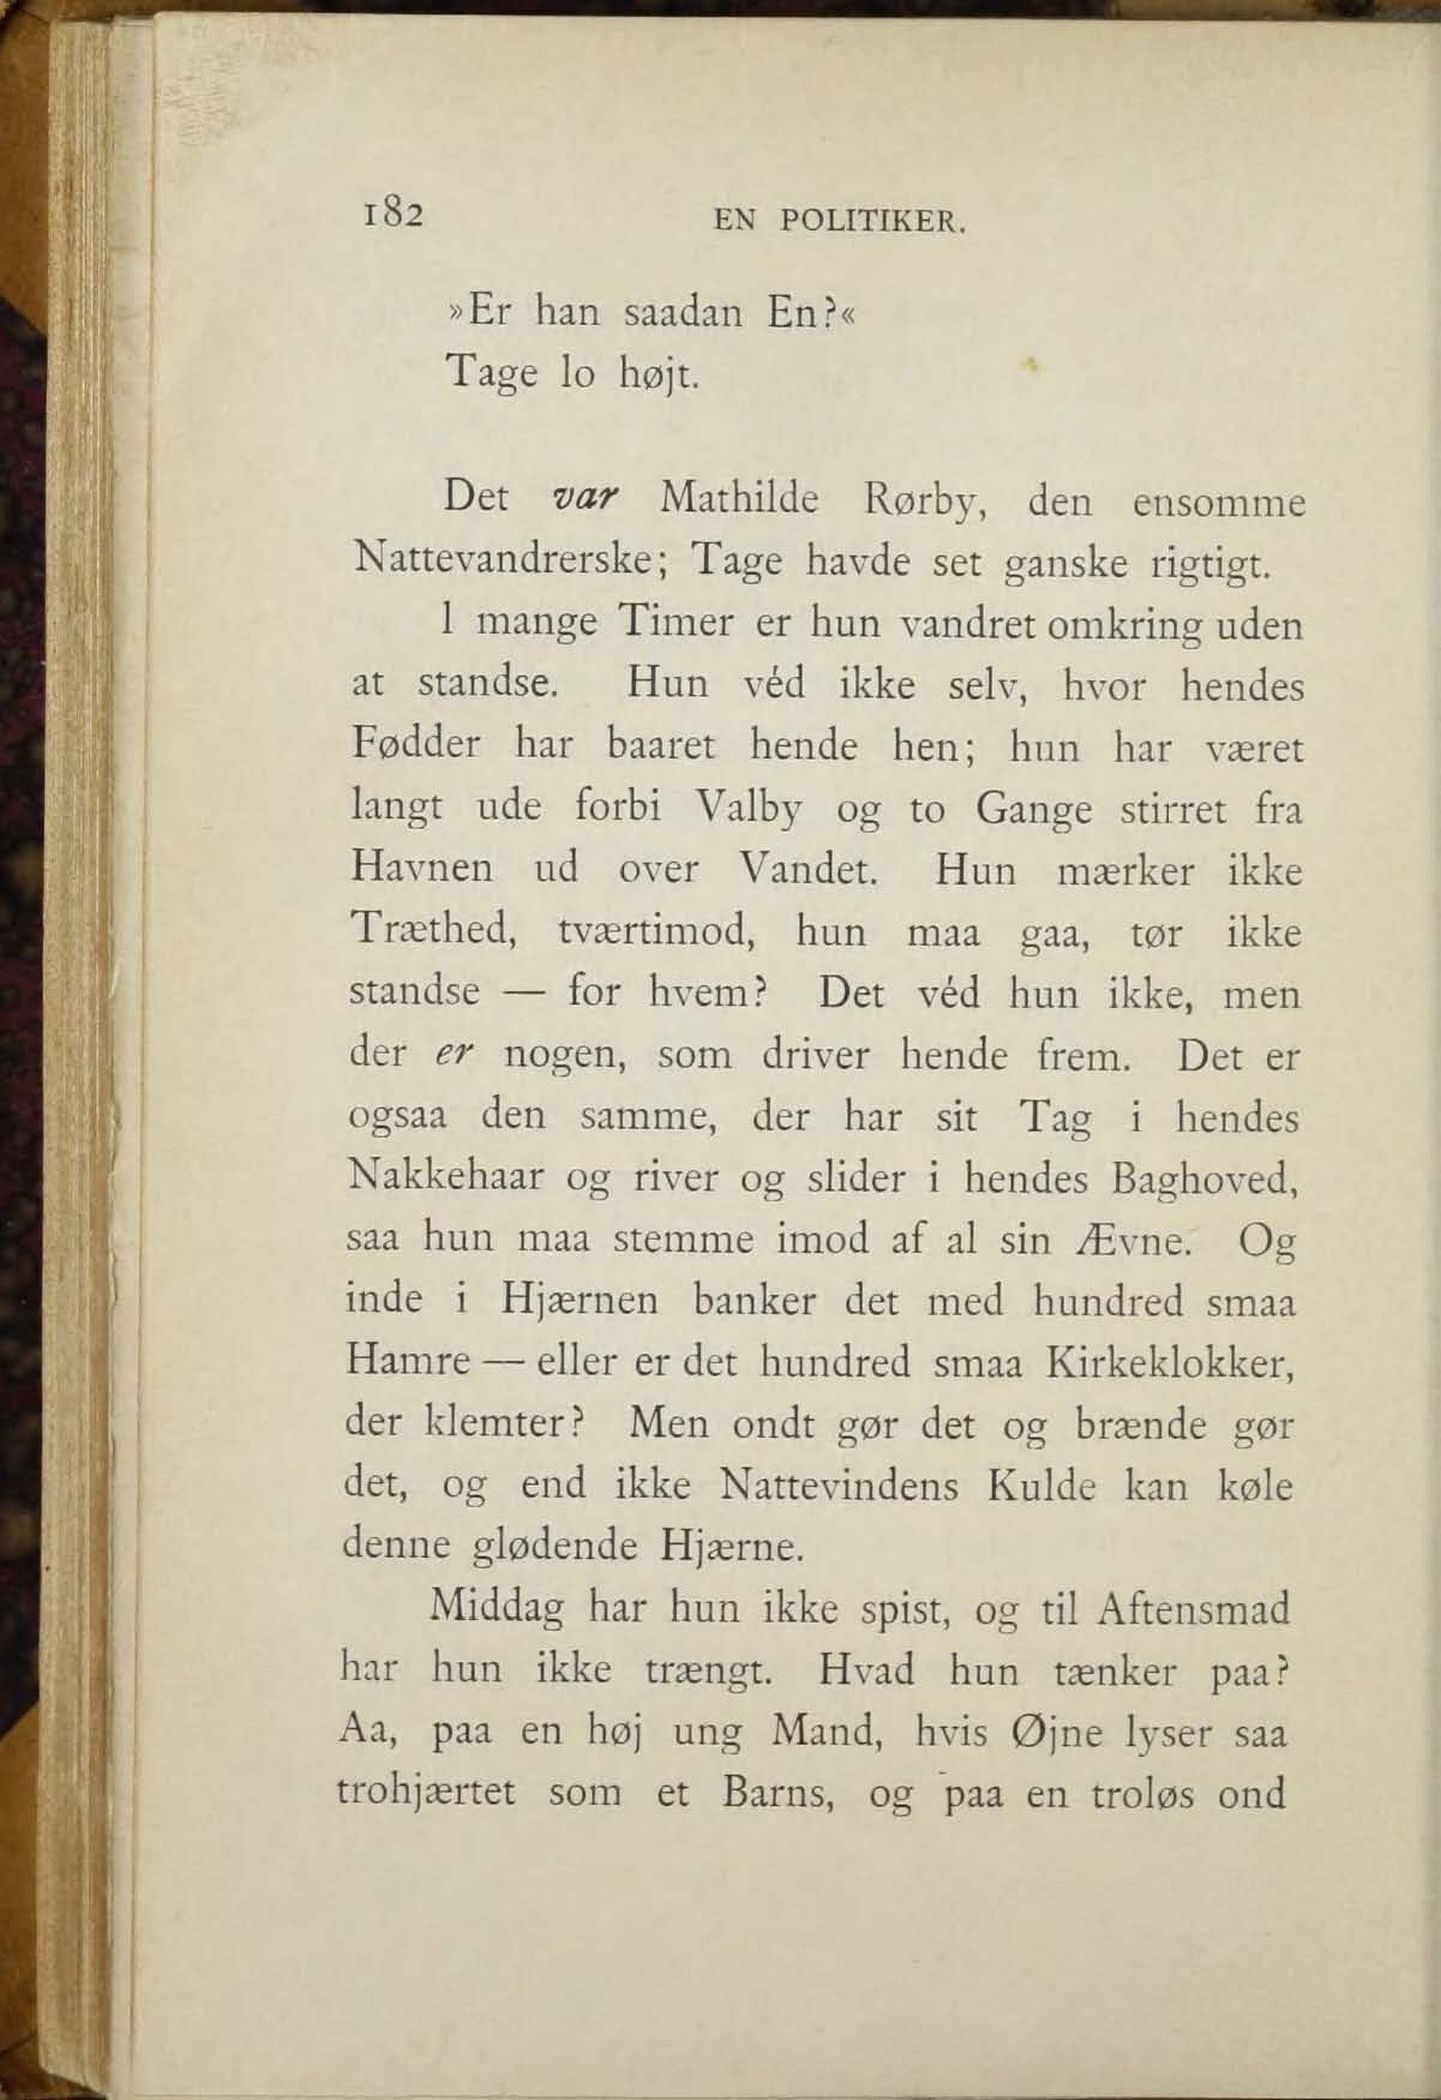 182 EN POLITIKER.
»Er han saadan En?«
Tage lo højt.
Det var Mathilde Rørby, den ensomme
Nattevandrerske; Tage havde set ganske rigtigt.
I mange Timer er hun vandret omkring uden
at standse. Hun véd ikke selv, hvor hendes
Fødder har baaret hende hen; hun har været
langt ude forbi Valby og to Gange stirret fra
Havnen ud over Vandet. Hun mærker ikke
Træthed, tværtimod, hun maa gaa, tør ikke
standse — for hvem? Det véd hun ikke, men
der er nogen, som driver hende frem. Det er
ogsaa den samme, der har sit Tag i hendes
Nakkehaar og river og slider i hendes Baghoved,
saa hun maa stemme imod af al sin Ævne. Og
inde i Hjærnen banker det med hundred smaa
Hamre — eller er det hundred smaa Kirkeklokker,
der klemter? Men ondt gør det og brænde gør
det, og end ikke Nattevindens Kulde kan køle
denne glødende Hjærne.
Middag har hun ikke spist, og til Aftensmad
har hun ikke trængt. Hvad hun tænker paa?
Aa, paa en høj ung Mand, hvis Øjne lyser saa
trohjærtet som et Barns, og paa en troløs ond